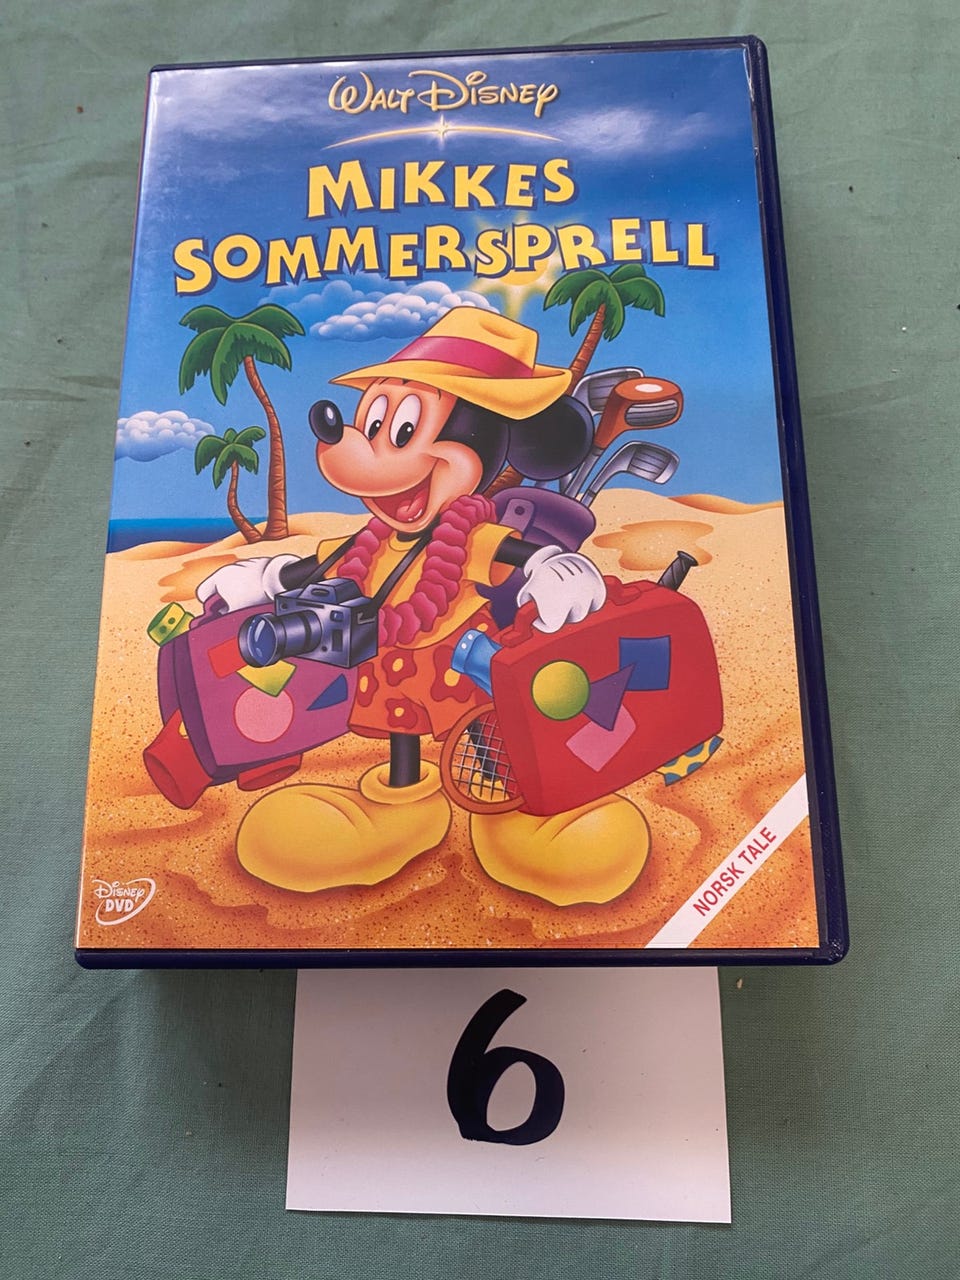 WALT DISNEY
MIKKES
SOMMERSPRELL
DISNEY
DVD
NORSK TALE
6